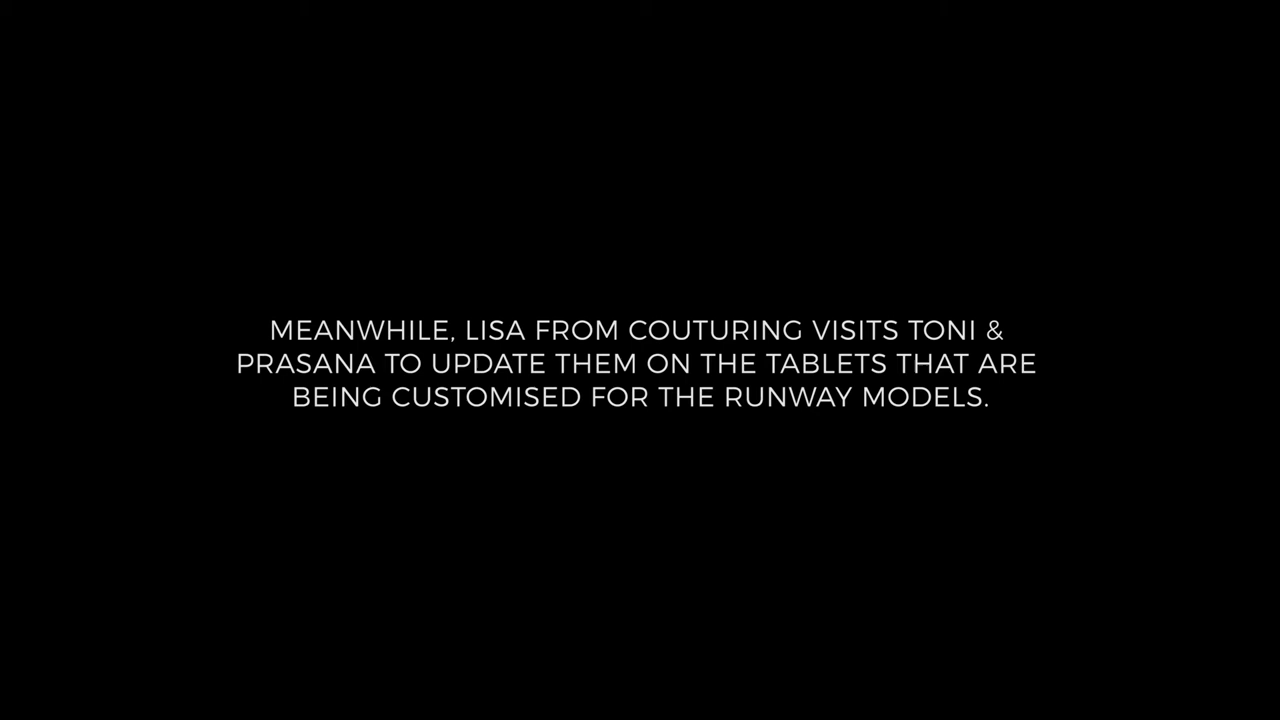 MEANWHILE, LISA FROM COUTURING VISITS TONI &
PRASANA TO UPDATE THEM ON THE TABLETS THAT ARE
BEING CUSTOMISED FOR THE RUNWAY MODELS.